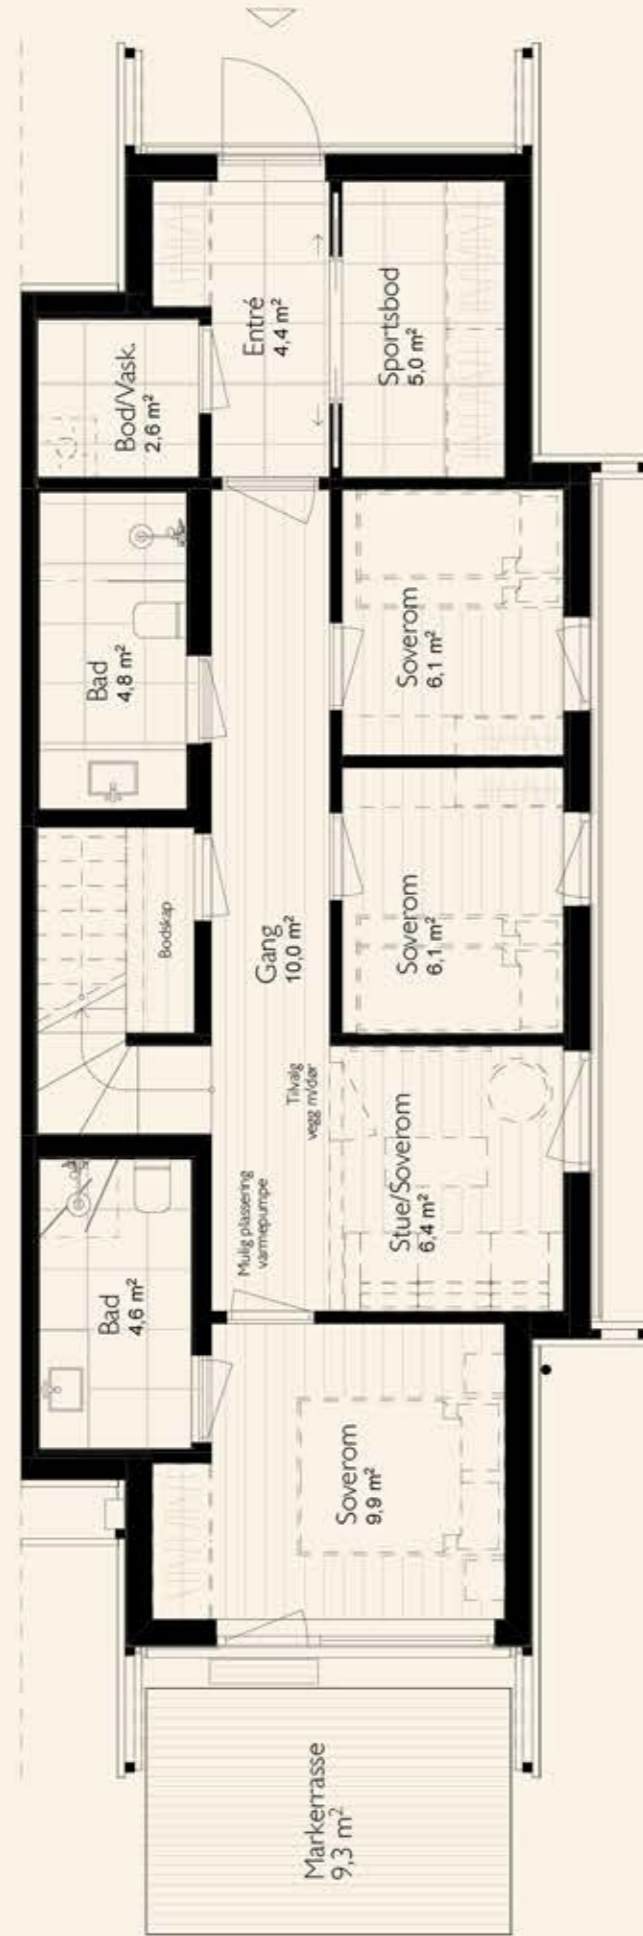 Entré
4,4 m²
Sportsbod
5,0 m²
Bod/Vask.
2,6 m²
Bad
4,8 m²
Soverom
6,1 m²
Bodskap
Gang
10,0 m²
Soverom
6,1 m²
Tilvalg
vegg m/dør
Mulig plassering
varmepumpe
Stue/Soverom
6,4 m²
Bad
4,6 m²
Soverom
9,9 m²
Markterrasse
9,3 m²